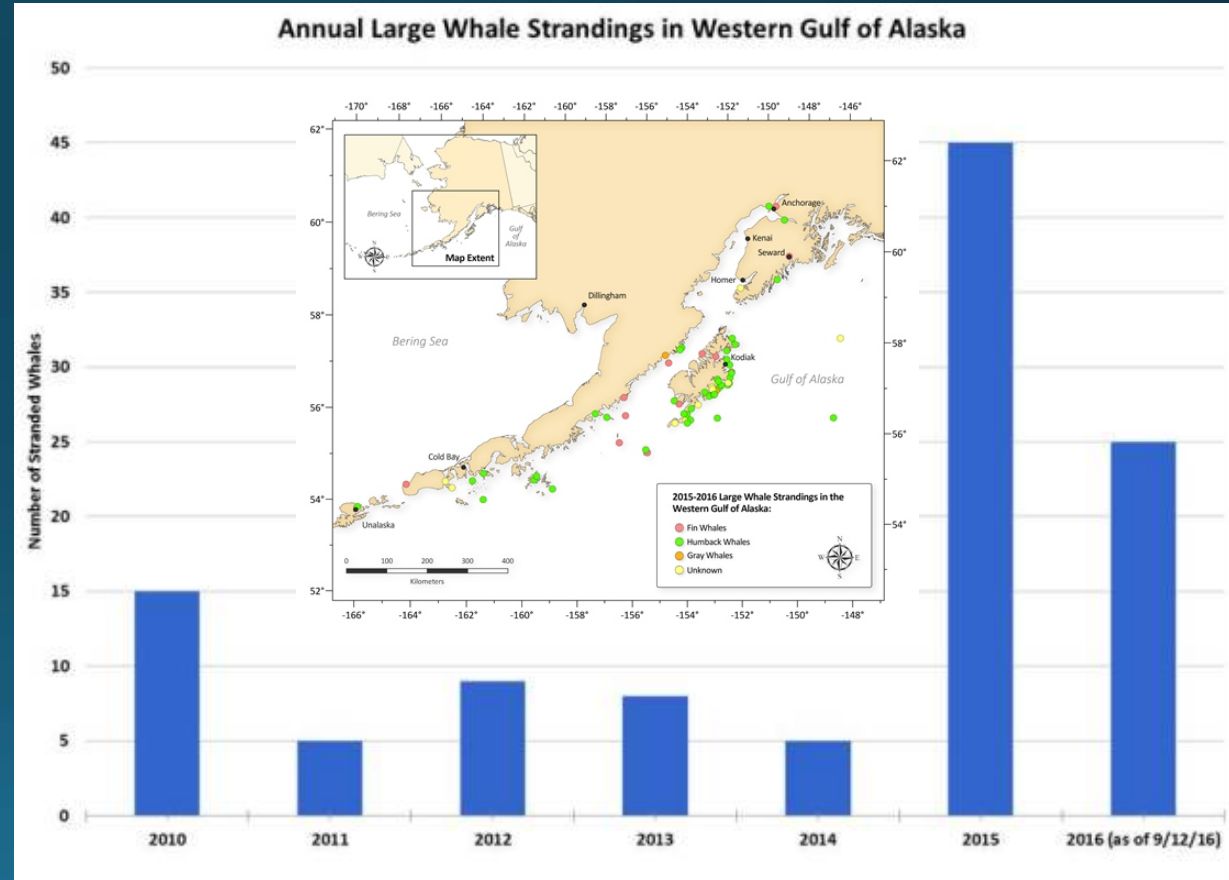 Annual Large Whale Strandings in Western Gulf of Alaska
50
45
40
35
30
25
20
15
10
5
0
Number of Stranded Whales
-170° -168° -166° -164° -162° -160° -158° -156° -154° -152° -150° -148° -146°
62°
60°
58°
56°
54°
52°
62°
60°
58°
56°
54°
Bering Sea
Gulf
of
Alaska
N
Map Extent
Anchorage
Kenai
Seward
Homer
Dillingham
Bering Sea
Kodiak
Gulf of Alaska
Cold Bay
Unalaska
2015-2016 Large Whale Strandings in the
Western Gulf of Alaska:
Fin Whales
Humback Whales
Gray Whales
Unknown
N
W E
S
0 100 200 300 400
Kilometers
-166° -164° -162° -160° -158° -156° -154° -152° -150° -148°
2010 2011 2012 2013 2014 2015 2016 (as of 9/12/16)